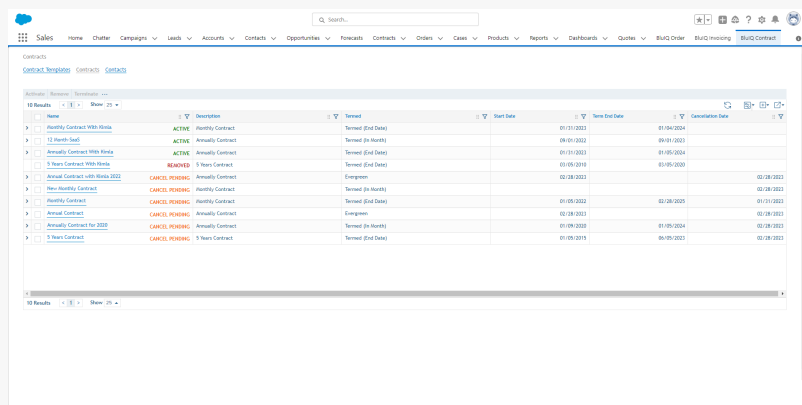 Search...
Sales Home Chatter Campaigns Leads Accounts Contacts Opportunities Forecasts Contracts Orders Cases Products Reports Dashboards Quotes BluIQ Order BluIQ Invoicing BluIQ Contract
Contracts
Contract Templates Contracts Contacts
Activate Remove Terminate ...
10 Results < 1 > Show 25
Name Description Termed Start Date Term End Date Cancellation Date
Monthly Contract With Rimla ACTIVE Monthly Contract Termed (End Date) 01/31/2023 01/04/2024
12 Month SaaS ACTIVE Annually Contract Termed (In Month) 09/01/2022 09/01/2023
Annually Contract With Rimla ACTIVE Annually Contract Termed (End Date) 01/31/2023 01/05/2024
5 Years Contract With Rimla REMOVED 5 Years Contract Termed (End Date) 03/05/2010 03/05/2020
Annual Contract with Rimla 2022 CANCEL PENDING Annually Contract Evergreen 02/28/2023 02/28/2023
New Monthly Contract CANCEL PENDING Monthly Contract Termed (In Month) 02/28/2023
Monthly Contract CANCEL PENDING Monthly Contract Termed (End Date) 01/05/2022 02/28/2025 01/31/2023
Annual Contract CANCEL PENDING Annually Contract Evergreen 02/28/2023 02/28/2023
Annually Contract for 2020 CANCEL PENDING Annually Contract Termed (In Month) 01/09/2020 01/05/2024 02/28/2023
5 Years Contract CANCEL PENDING 5 Years Contract Termed (End Date) 01/05/2015 06/05/2023 02/28/2023
10 Results < 1 > Show 25